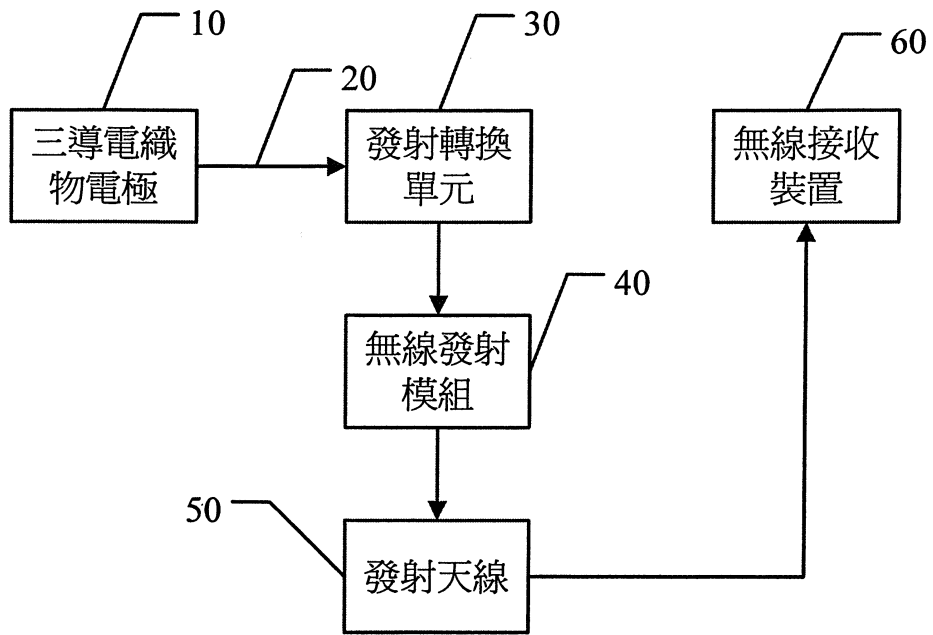 10
20
30
60
三導電織
物電極
發射轉換
單元
無線接收
裝置
40
無線發射
模組
50
發射天線